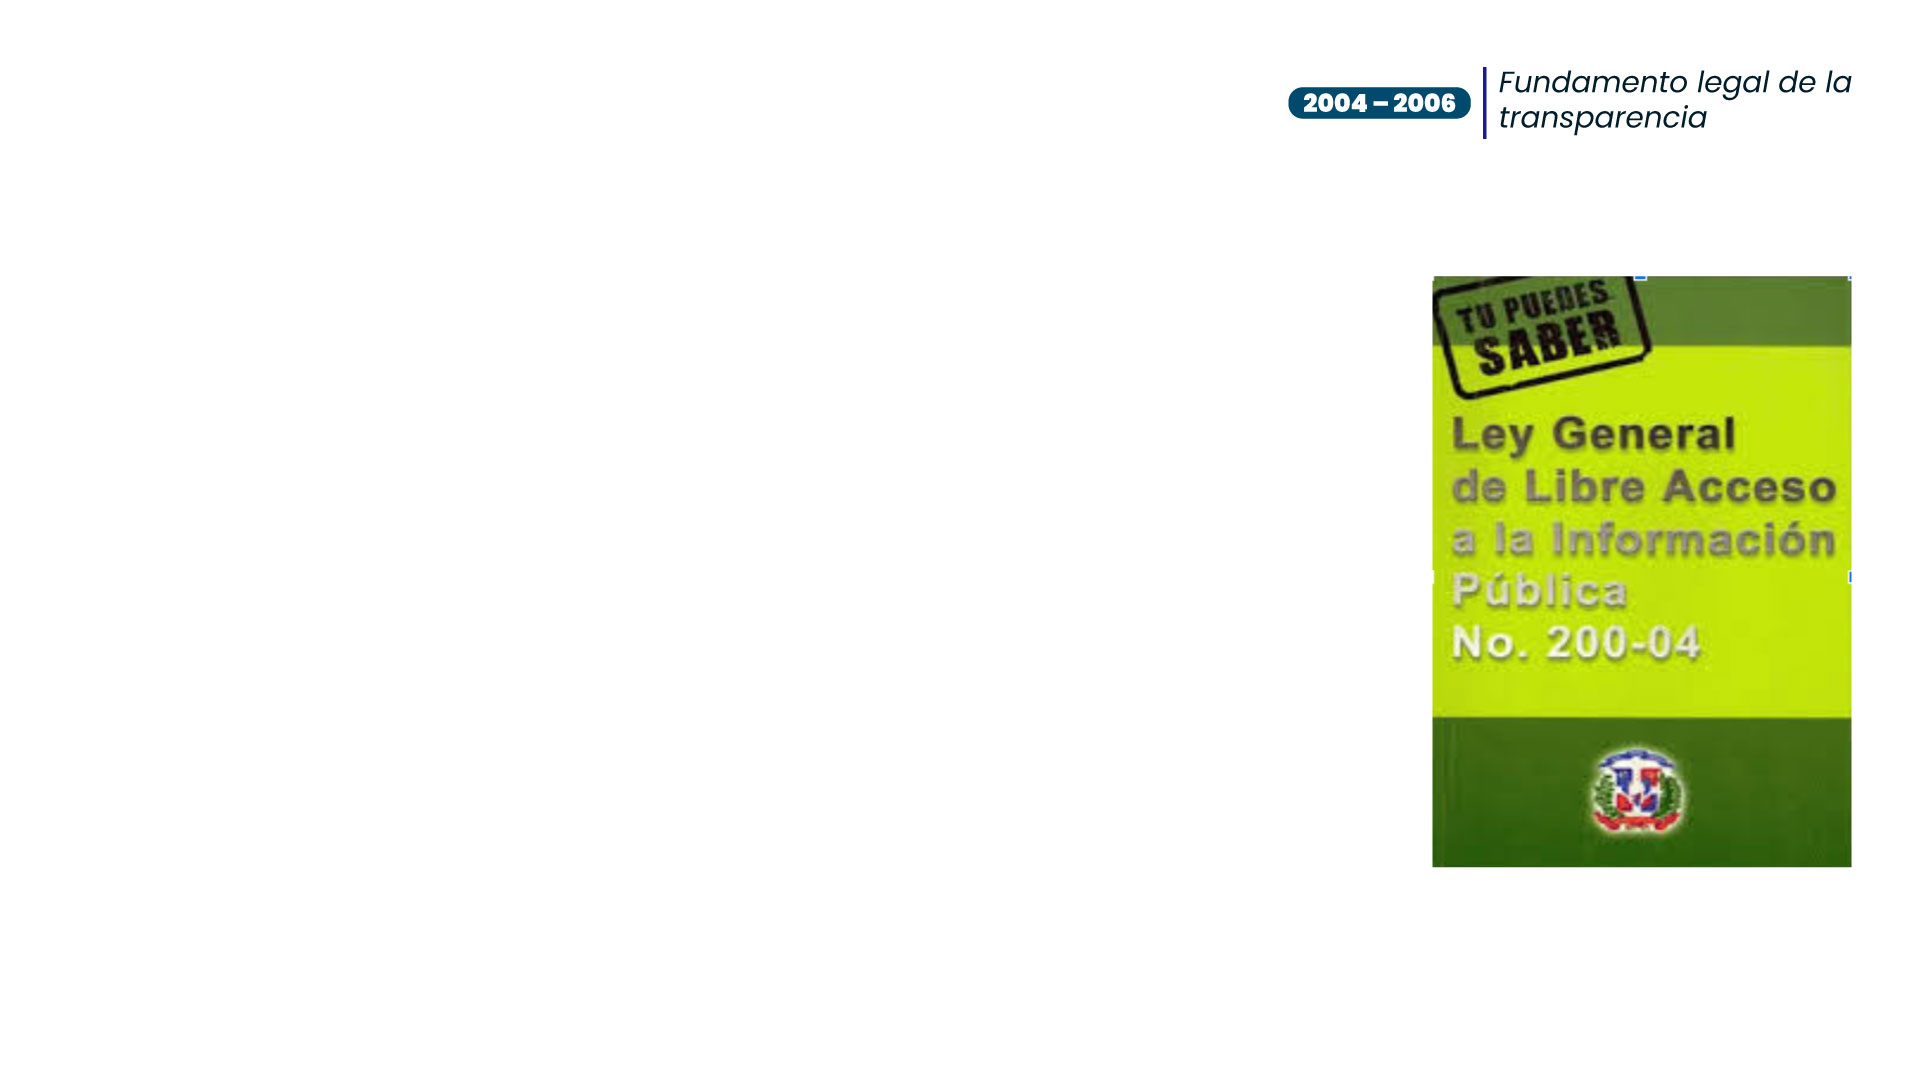 2004 – 2006
Fundamento legal de la
transparencia
TU PUEDES
SABER
Ley General
de Libre Acceso
a la Información
Pública
No. 200-04